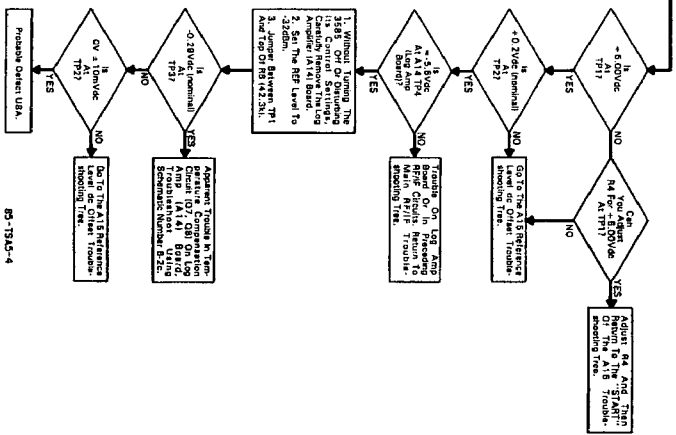 Is
+6.00Vdc
At
TP1?
YES
NO
Can
You Adjust
R4 For +6.00Vdc
At TP1?
YES
NO
Adjust R4 And Then
Return To The "START"
Of The A15 Trouble-
shooting Tree.
Is
+0.2Vdc (nominal)
At
TP2?
YES
NO
Go To The A15 Reference
Level dc Offset Trouble-
shooting Tree.
Is
≈ -5.8Vdc
At A14 TP4
(Log Amp
Board)?
YES
NO
Trouble On Log Amp
Board Or In Preceding
RF/IF Circuits. Return To
Main RF/IF Trouble-
shooting Tree.
1. Without Turning The
3585 Off Or Disturbing
Its Control Settings,
Carefully Remove The Log
Amplifier (A14) Board.
2. Set The REF Level To
-32dBm.
3. Jumper Between TP1
And Top Of R8 (42.3k).
Is
-0.28Vdc (nominal)
At
TP3?
NO
YES
Apparent Trouble In Tem-
perature Compensation
Circuit (Q7, Q8) On Log
Amp (A14) Board.
Troubleshoot Using
Schematic Number 8-2c.
Is
0V ± 10mVdc
At
TP2?
YES
NO
Go To The A15 Reference
Level dc Offset Trouble-
shooting Tree.
Probable Defect U8A.
85-TSA5-4